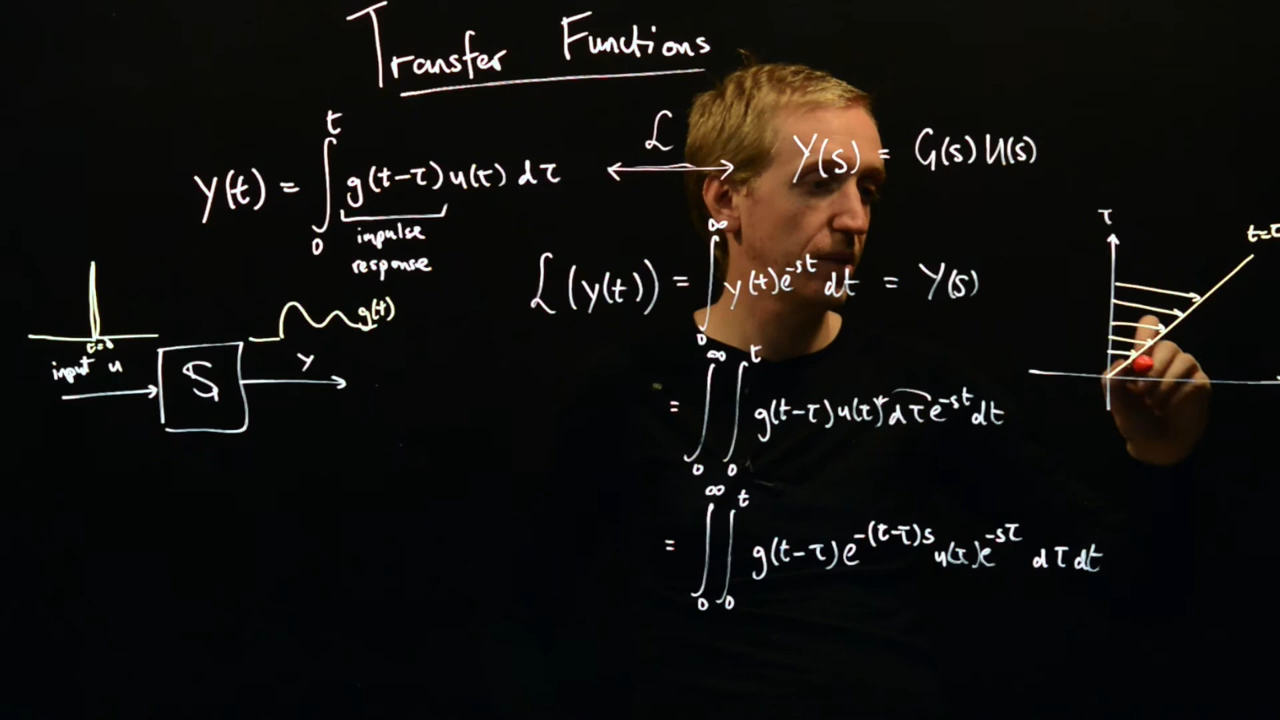 Transfer Functions
y(t) = ∫₀ᵗ g(t-τ) u(τ) dτ ⟷ ℒ Y(s) = G(s) U(s)
impulse
response
ℒ(y(t)) = ∫₀^∞ y(t)e^{-st} dt = Y(s)
= ∫₀^∞ ∫₀ᵗ g(t-τ)u(τ) dτ e^{-st} dt
= ∫₀^∞ ∫₀ᵗ g(t-τ)e^{-(t-τ)s} u(τ)e^{-sτ} dτ dt
g(t)
input u
S
y
τ
t=τ